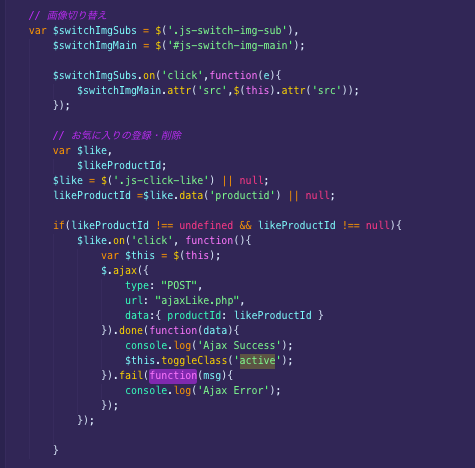 // 画像切り替え
var $switchImgSubs = $('.js-switch-img-sub'),
$switchImgMain = $('#js-switch-img-main');
$switchImgSubs.on('click',function(e){
$switchImgMain.attr('src',$(this).attr('src'));
});
// お気に入りの登録・削除
var $like,
$likeProductId;
$like = $('.js-click-like') || null;
likeProductId =$like.data('productid') || null;
if(likeProductId !== undefined && likeProductId !== null){
$like.on('click', function(){
var $this = $(this);
$.ajax({
type: "POST",
url: "ajaxLike.php",
data:{ productId: likeProductId }
}).done(function(data){
console.log('Ajax Success');
$this.toggleClass('active');
}).fail(function(msg){
console.log('Ajax Error');
});
});
}